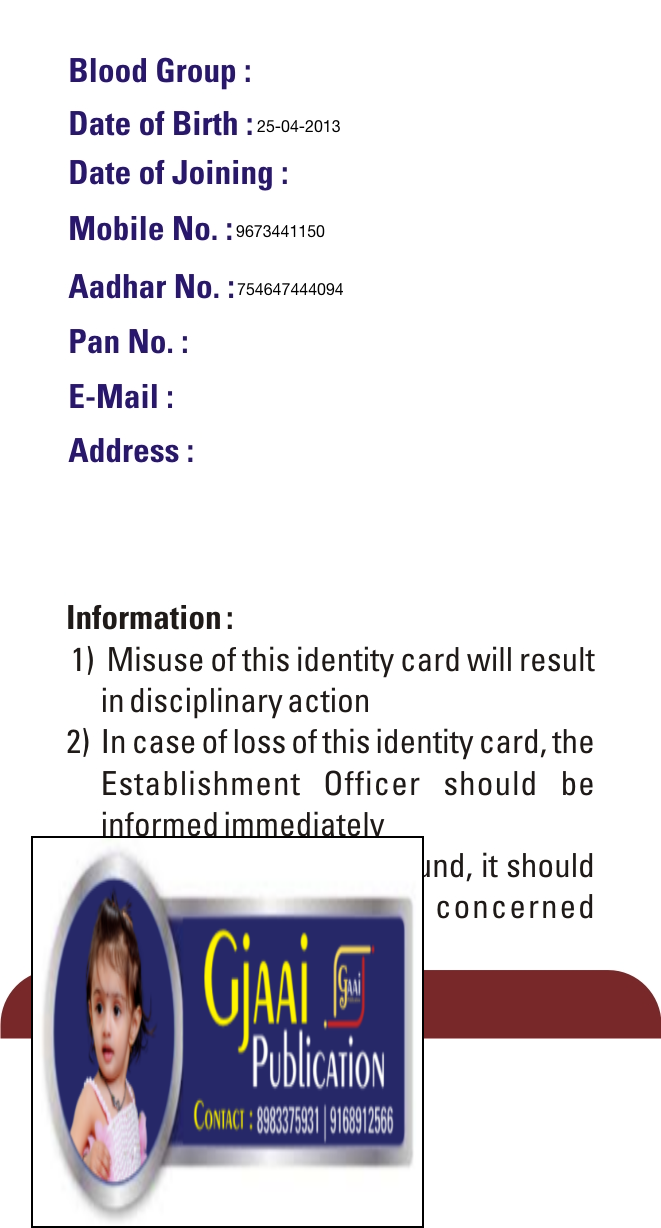 Blood Group :
Date of Birth : 25-04-2013
Date of Joining :
Mobile No. : 9673441150
Aadhar No. : 754647444094
Pan No. :
E-Mail :
Address :
Information :
1) Misuse of this identity card will result
in disciplinary action
2) In case of loss of this identity card, the
Establishment Officer should be
informed immediately
it should
concerned
Gjaai
Gjaai
Publication
Contact : 8983375931 | 9168912566